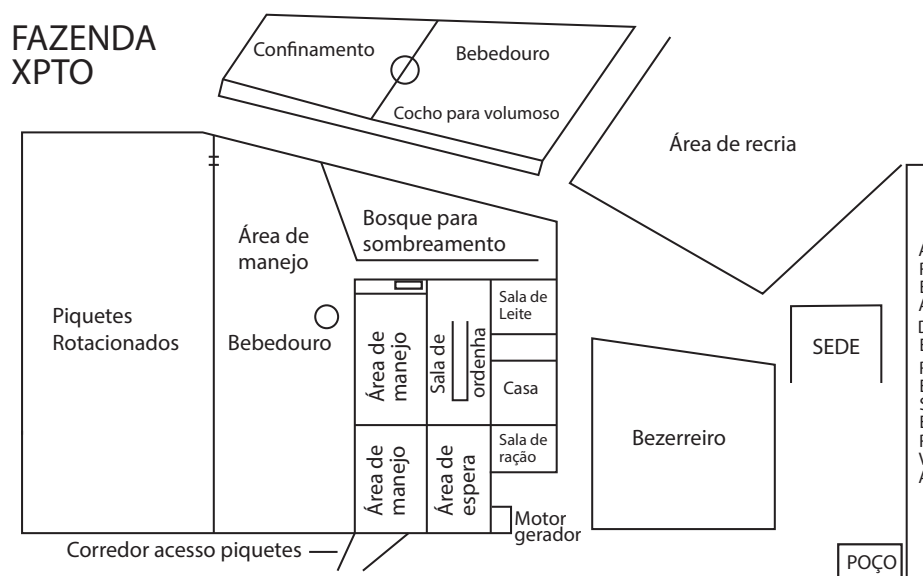 FAZENDA
XPTO
Confinamento
Bebedouro
Cocho para volumoso
Área de recria
Bosque para
sombreamento
Área de
manejo
Bebedouro
Piquetes
Rotacionados
Área de
manejo
Sala de
ordenha
Sala de
Leite
Casa
Sala de
ração
Área de
manejo
Área de
espera
Motor
gerador
Corredor acesso piquetes
Bezerreiro
SEDE
POÇO
A
R
E
A
D
E
R
E
S
E
R
V
A